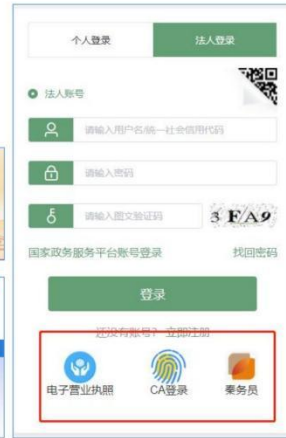 个人登录 法人登录
法人账号
请输入用户名/统一社会信用代码
请输入密码
请输入图文验证码 3 F A 9
国家政务服务平台账号登录 找回密码
登录
还没有账号? 立即注册
电子营业执照 CA登录 秦务员